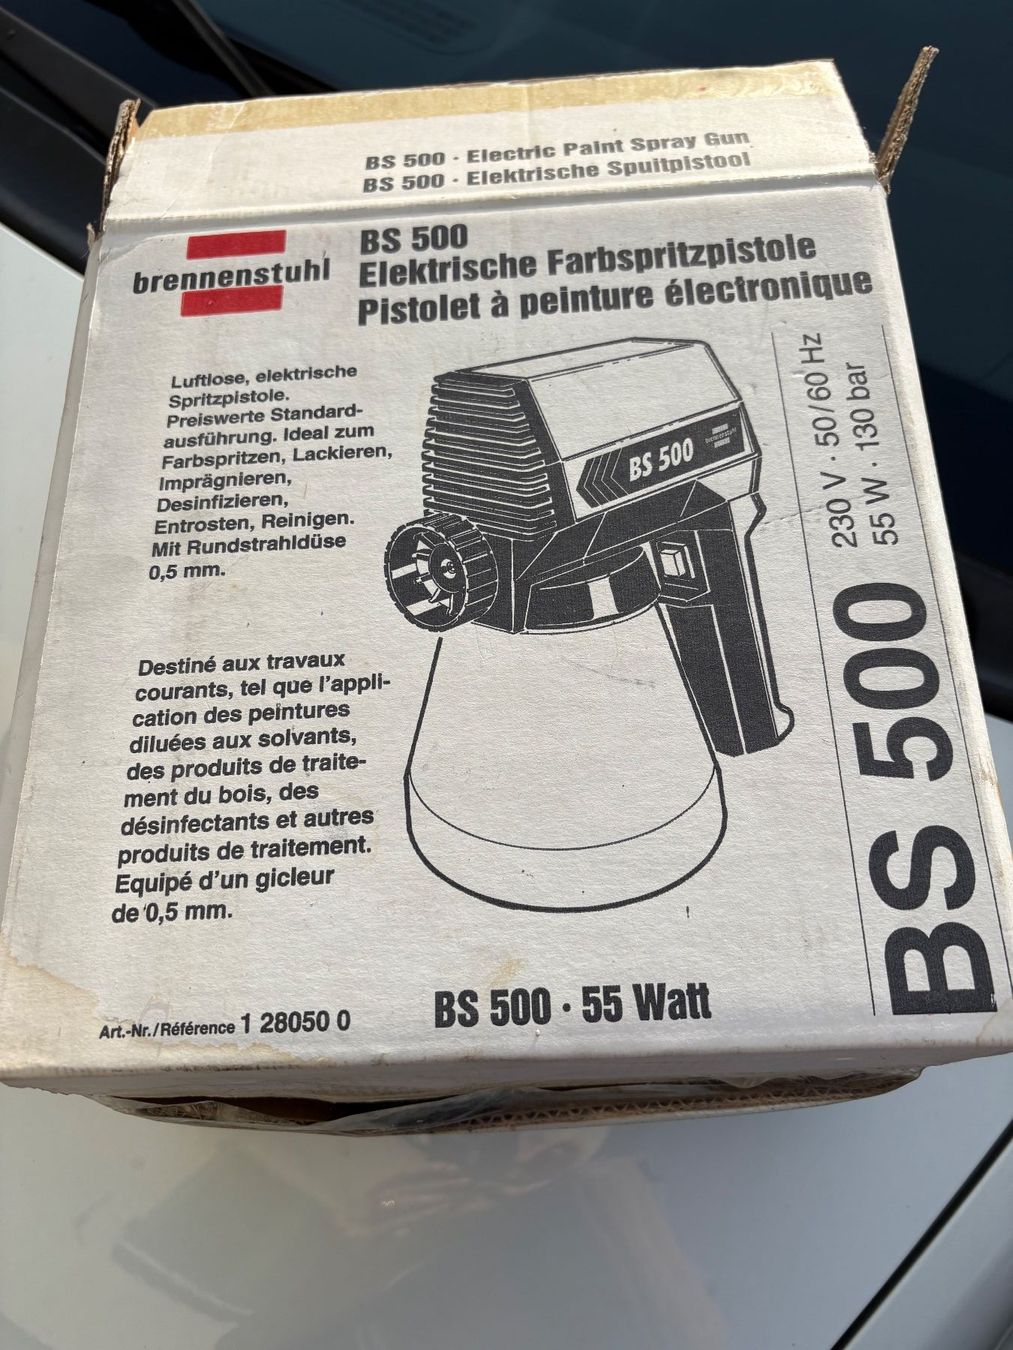 BS 500 · Electric Paint Spray Gun
BS 500 · Elektrische Spuitpistool
brennenstuhl
BS 500
Elektrische Farbspritzpistole
Pistolet à peinture électronique
Luftlose, elektrische
Spritzpistole.
Preiswerte Standard-
ausführung. Ideal zum
Farbspritzen, Lackieren,
Imprägnieren,
Desinfizieren,
Entrosten, Reinigen.
Mit Rundstrahldüse
0,5 mm.
BS 500
brennenstuhl
230 V · 50/60 Hz
55 W · 130 bar
BS 500
Destiné aux travaux
courants, tel que l'appli-
cation des peintures
diluées aux solvants,
des produits de traite-
ment du bois, des
désinfectants et autres
produits de traitement.
Equipé d'un gicleur
de 0,5 mm.
Art.-Nr./Référence 1 28050 0
BS 500 · 55 Watt